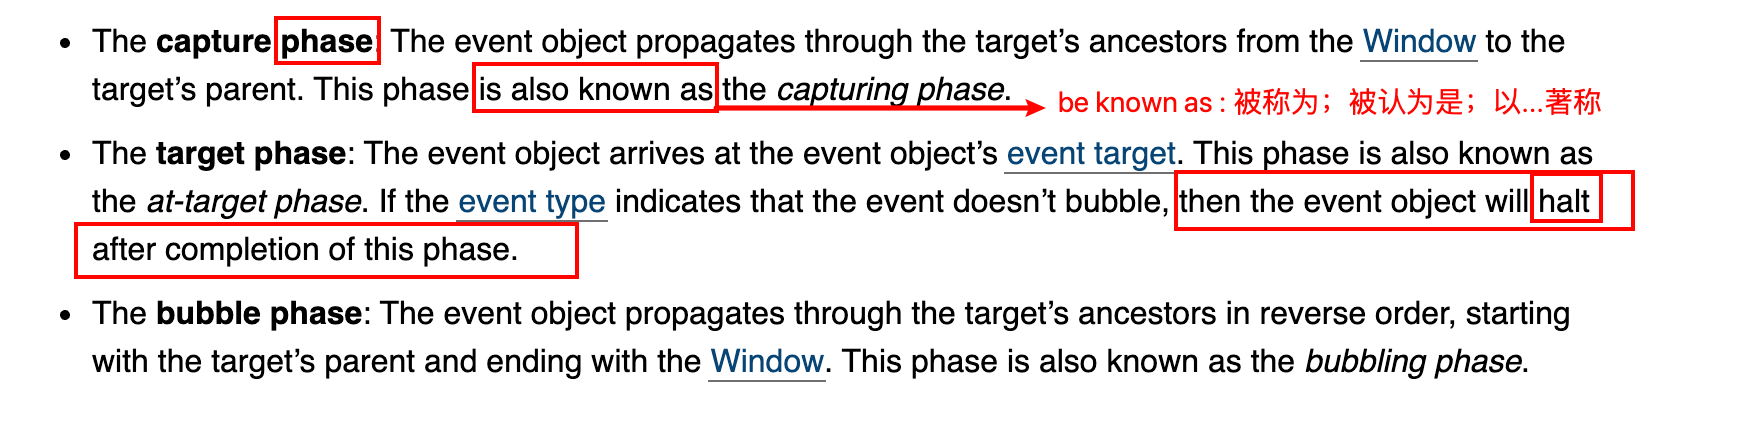 • The capture phase: The event object propagates through the target’s ancestors from the Window to the
target’s parent. This phase is also known as the capturing phase.
be known as : 被称为；被认为是；以...著称
• The target phase: The event object arrives at the event object’s event target. This phase is also known as
the at-target phase. If the event type indicates that the event doesn’t bubble, then the event object will halt
after completion of this phase.
• The bubble phase: The event object propagates through the target’s ancestors in reverse order, starting
with the target’s parent and ending with the Window. This phase is also known as the bubbling phase.